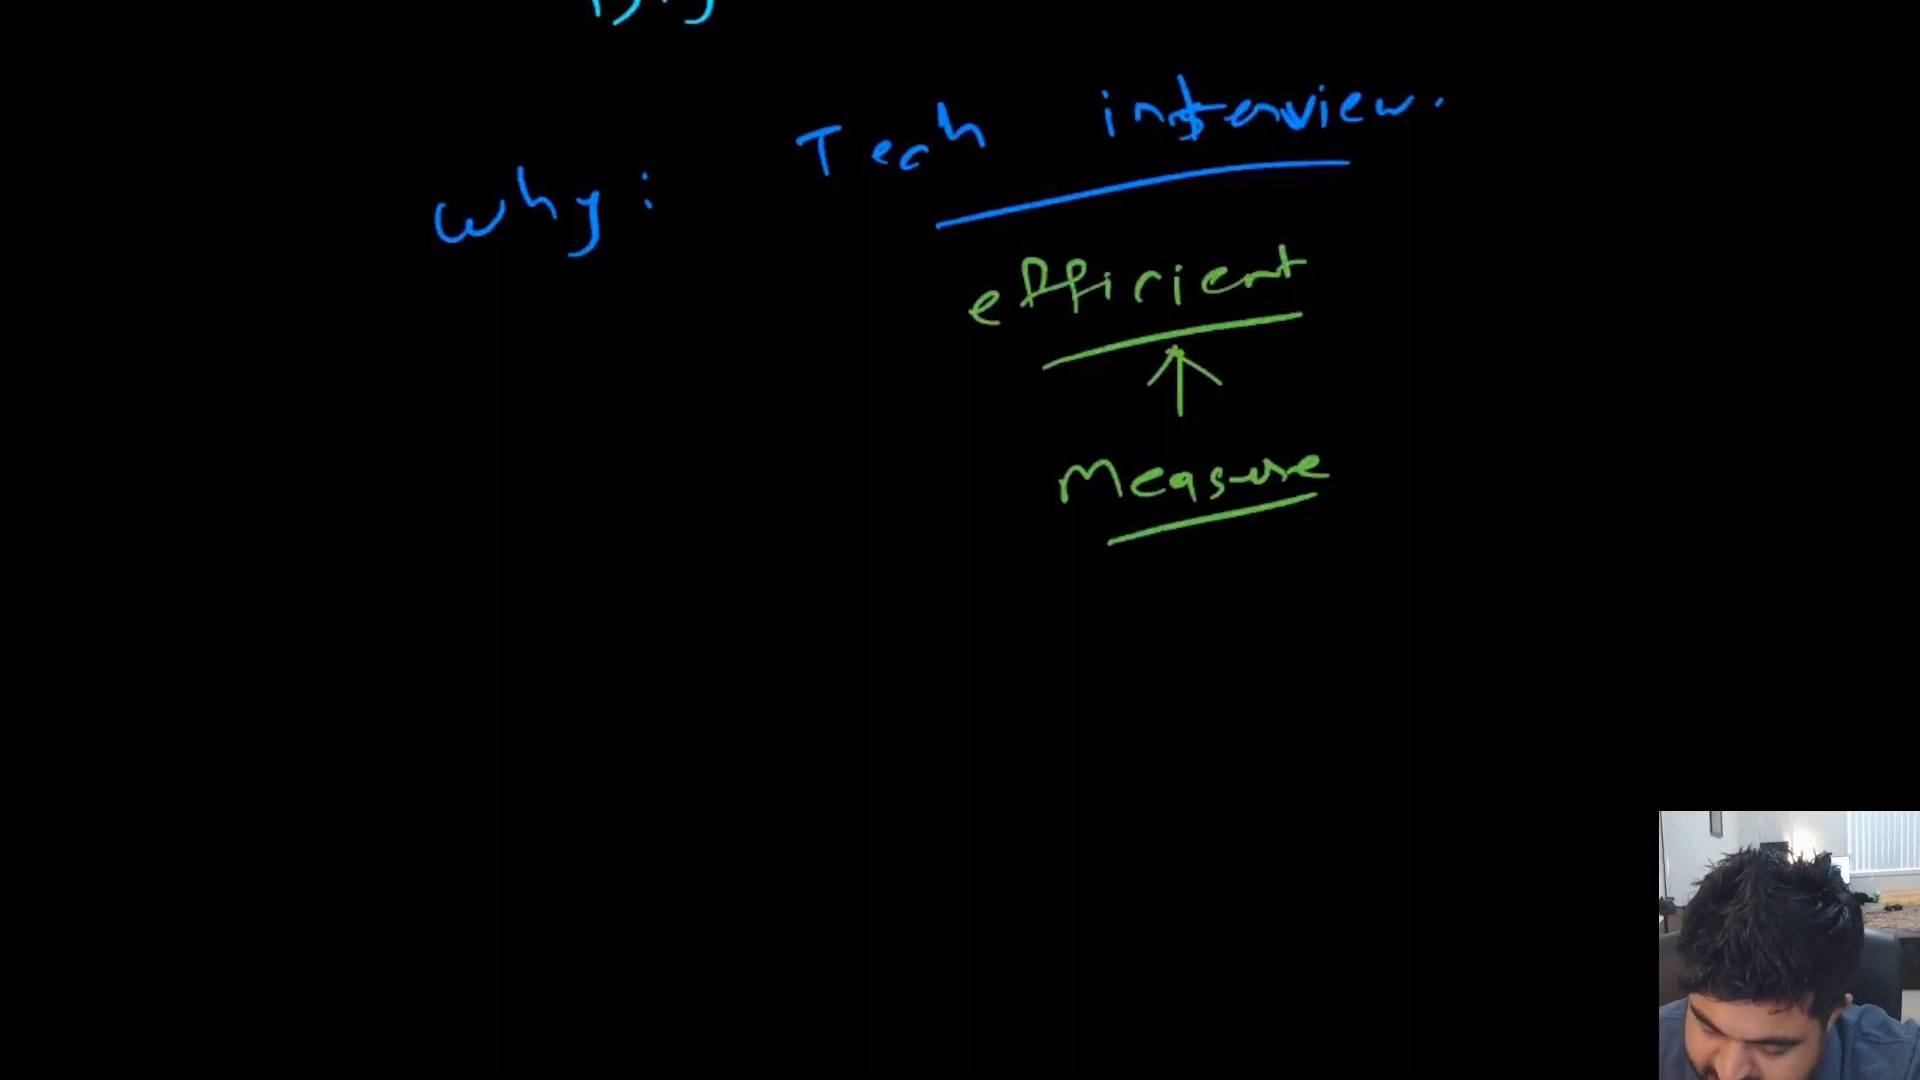 Why: Tech interview.
efficient
Measure